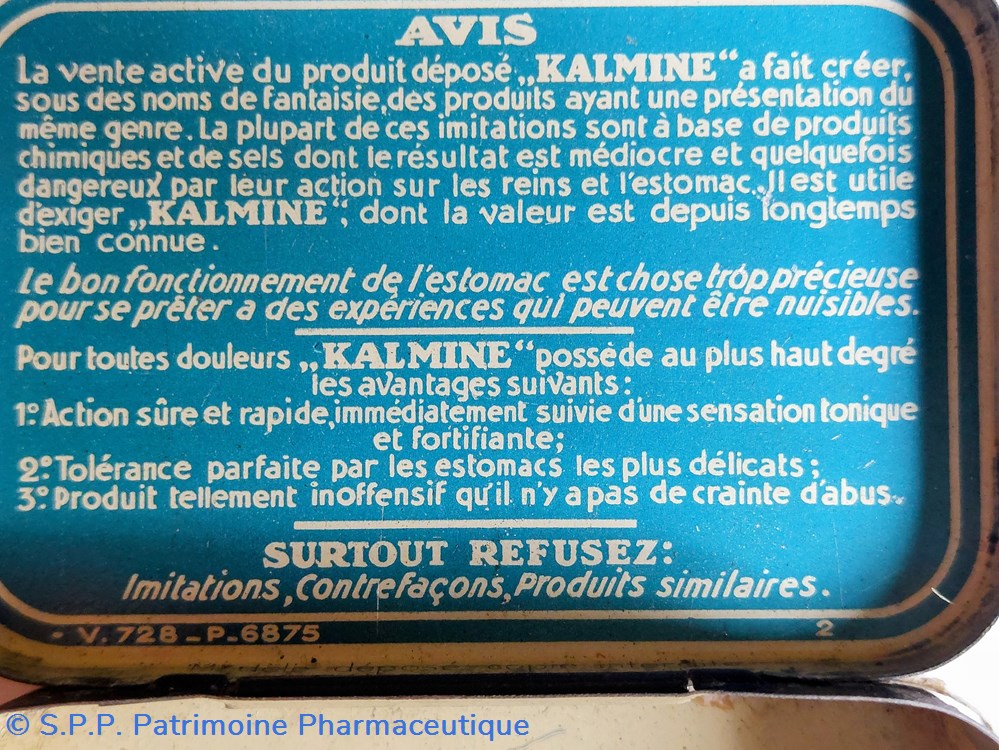 AVIS
La vente active du produit déposé „KALMINE“ a fait créer,
sous des noms de fantaisie, des produits ayant une présentation du
même genre. La plupart de ces imitations sont à base de produits
chimiques et de sels dont le résultat est médiocre et quelquefois
dangereux par leur action sur les reins et l'estomac. Il est utile
d'exiger „KALMINE“, dont la valeur est depuis longtemps
bien connue.
Le bon fonctionnement de l'estomac est chose trop précieuse
pour se prêter a des expériences qui peuvent être nuisibles.
Pour toutes douleurs „KALMINE“ possède au plus haut degré
les avantages suivants:
1º Action sûre et rapide, immédiatement suivie d'une sensation tonique
et fortifiante;
2º Tolérance parfaite par les estomacs les plus délicats;
3º Produit tellement inoffensif qu'il n'y a pas de crainte d'abus.
SURTOUT REFUSEZ:
Imitations, Contrefaçons, Produits similaires.
V. 728 - P. 6875 2
Modèle déposé
© S.P.P. Patrimoine Pharmaceutique